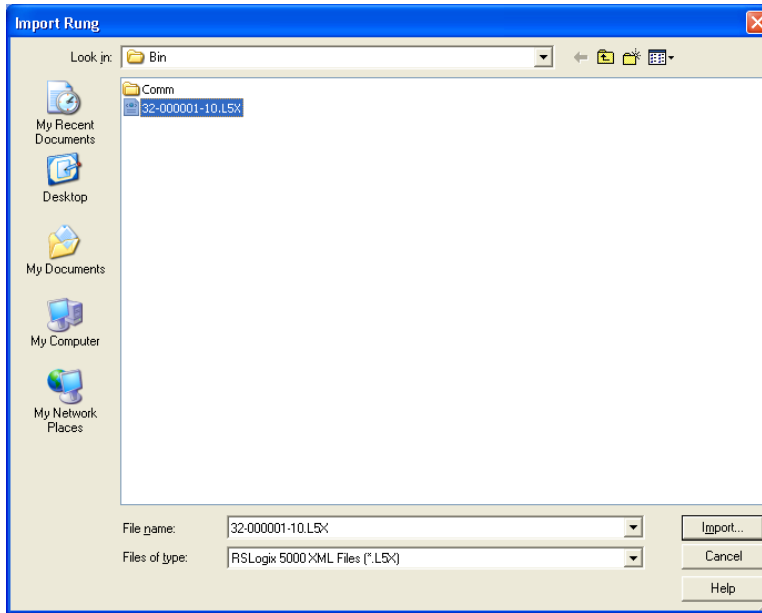 Import Rung
Look in:
Bin
Comm
32-000001-10.L5X
My Recent
Documents
Desktop
My Documents
My Computer
My Network
Places
File name:
32-000001-10.L5X
Import...
Files of type:
RSLogix 5000 XML Files (*.L5X)
Cancel
Help